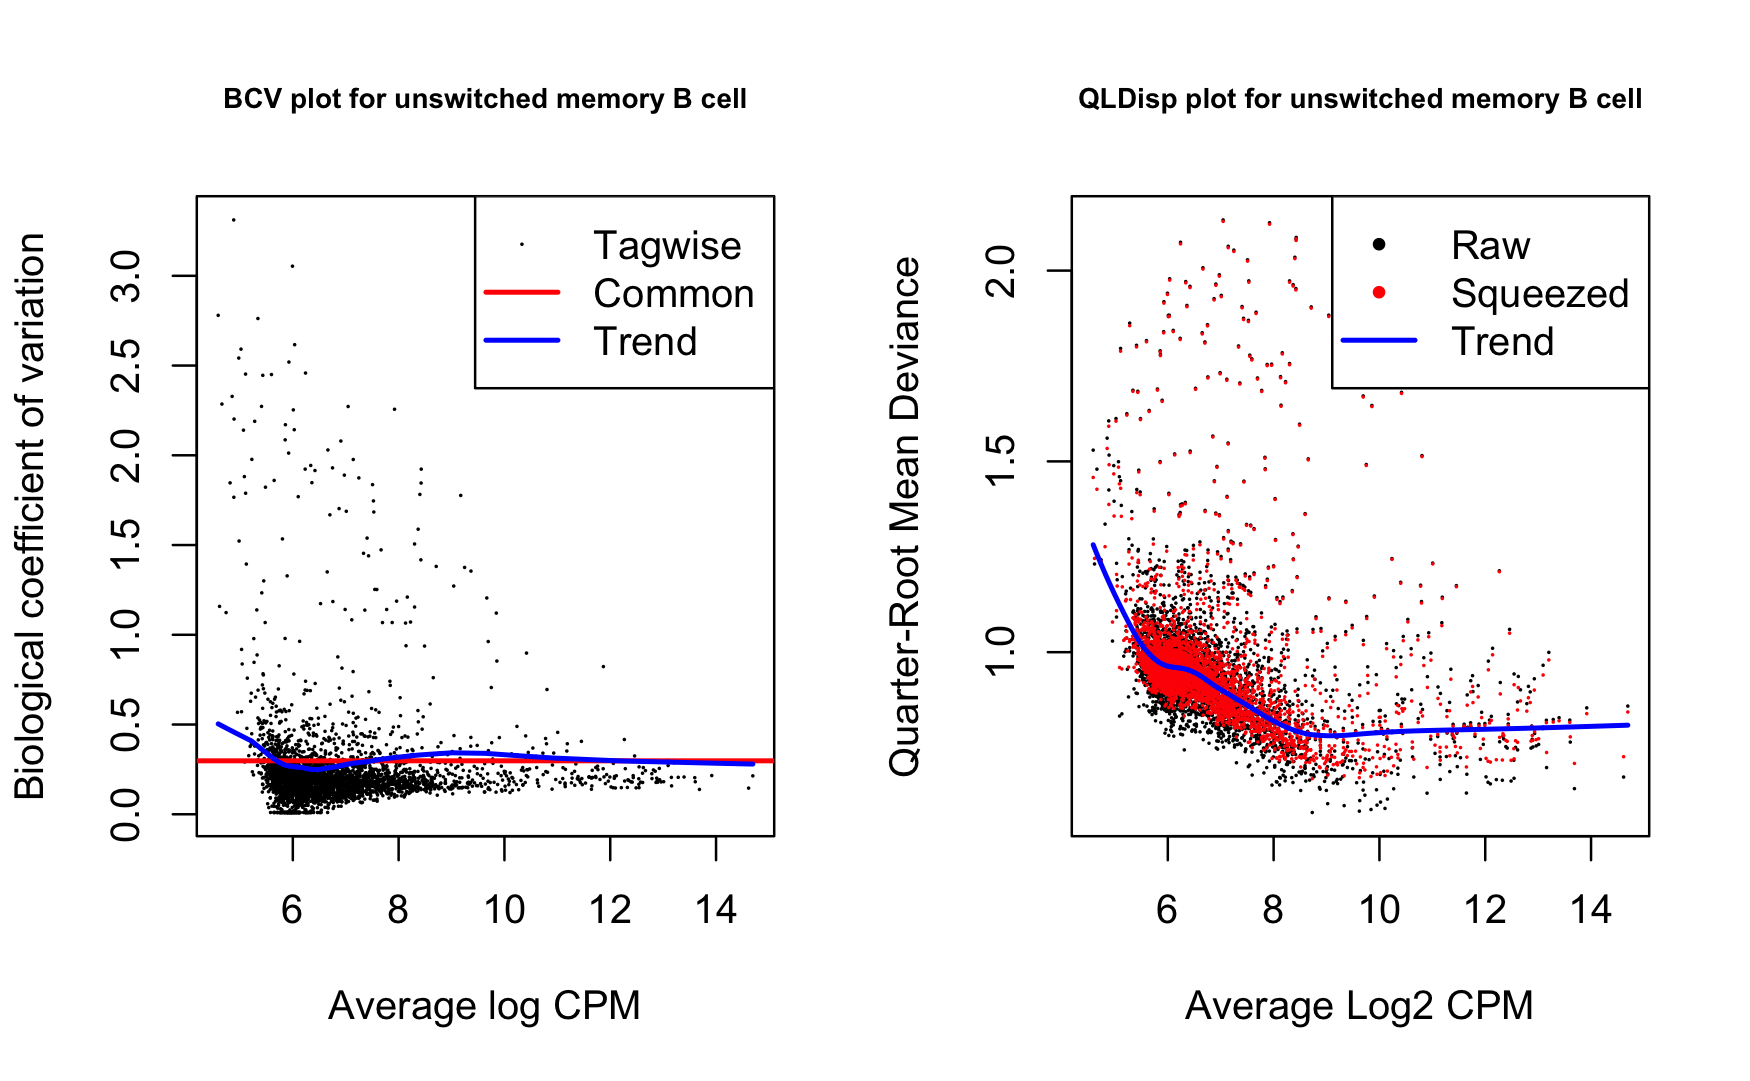 BCV plot for unswitched memory B cell
Biological coefficient of variation
3.0
2.5
2.0
1.5
1.0
0.5
0.0
Tagwise
Common
Trend
6 8 10 12 14
Average log CPM
QLDisp plot for unswitched memory B cell
Quarter-Root Mean Deviance
2.0
1.5
1.0
Raw
Squeezed
Trend
6 8 10 12 14
Average Log2 CPM